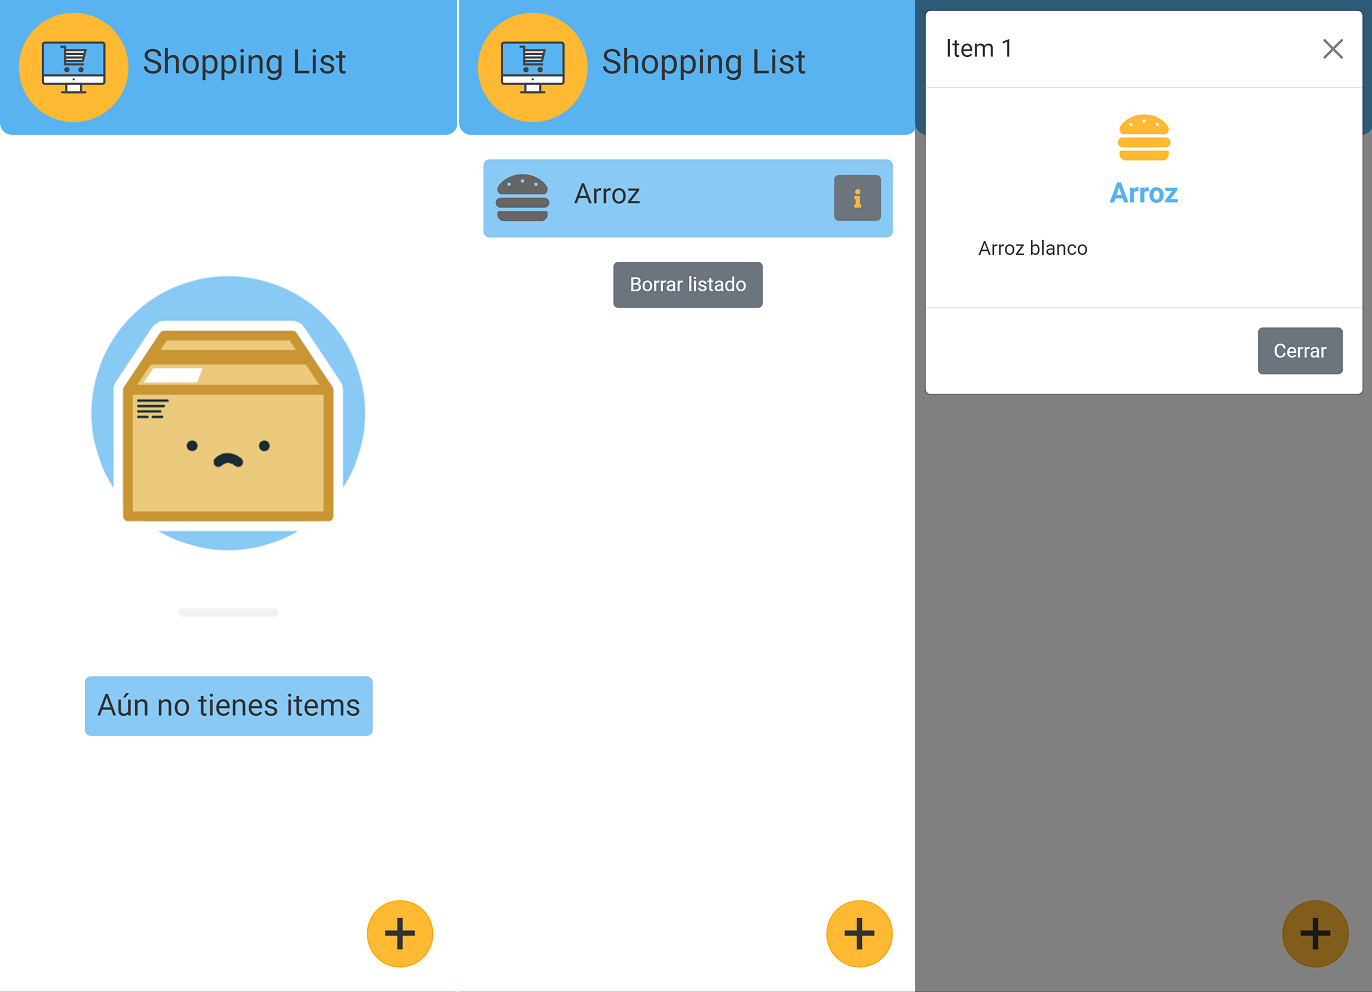 Shopping List
Aún no tienes items
Shopping List
Arroz
Borrar listado
Item 1
Arroz
Arroz blanco
Cerrar